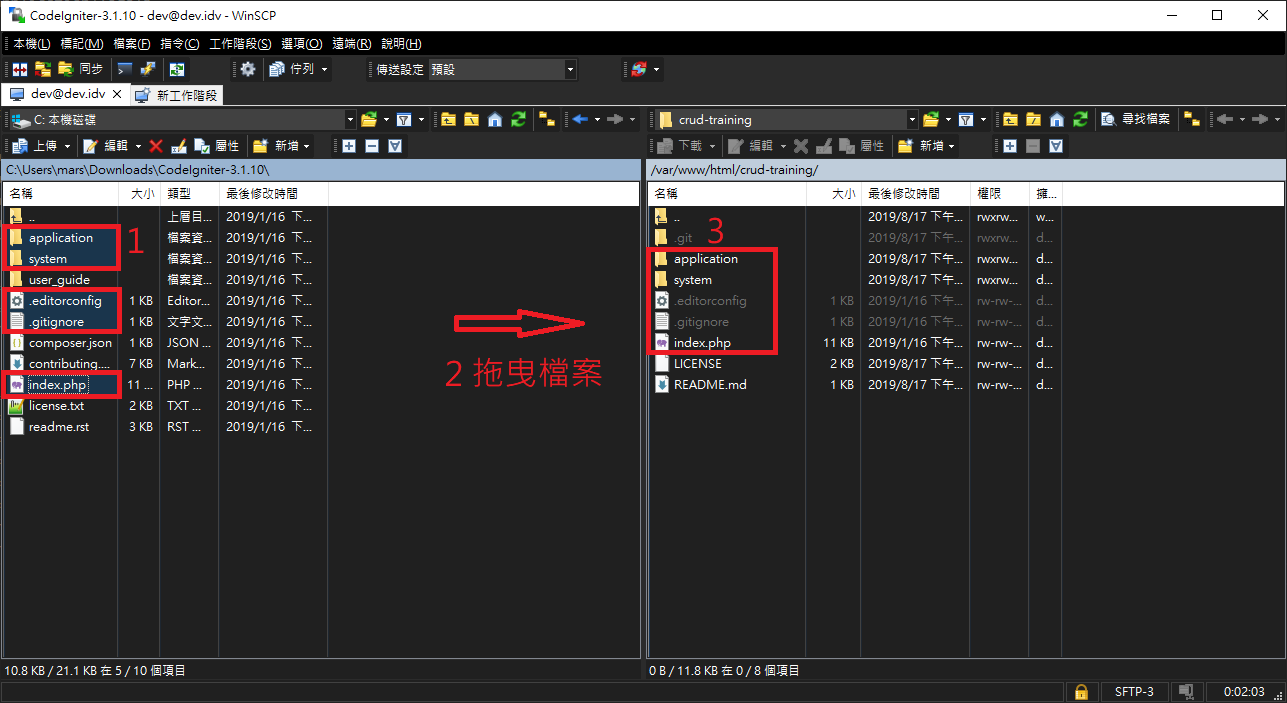 CodeIgniter-3.1.10 - dev@dev.idv - WinSCP
本機(L) 標記(M) 檔案(F) 指令(C) 工作階段(S) 選項(O) 遠端(R) 說明(H)
同步 佇列 傳送設定 預設
dev@dev.idv 新工作階段
C: 本機磁碟
上傳 編輯 屬性 新增
C:\Users\mars\Downloads\CodeIgniter-3.1.10\
名稱 大小 類型 最後修改時間
.. 上層目... 2019/1/16 下...
application 檔案資... 2019/1/16 下...
1
system 檔案資... 2019/1/16 下...
user_guide 檔案資... 2019/1/16 下...
.editorconfig 1 KB Editor... 2019/1/16 下...
.gitignore 1 KB 文字文... 2019/1/16 下...
composer.json 1 KB JSON ... 2019/1/16 下...
contributing.... 7 KB Mark... 2019/1/16 下...
index.php 11 ... PHP ... 2019/1/16 下...
license.txt 2 KB TXT ... 2019/1/16 下...
readme.rst 3 KB RST ... 2019/1/16 下...
10.8 KB / 21.1 KB 在 5 / 10 個項目
2 拖曳檔案
crud-training 尋找檔案
下載 編輯 屬性 新增
/var/www/html/crud-training/
名稱 大小 最後修改時間 權限 擁...
.. 2019/8/17 下午... rwxrw... w...
.git 2019/8/17 下午... rwxrw... d...
3
application 2019/8/17 下午... rwxrw... d...
system 2019/8/17 下午... rwxrw... d...
.editorconfig 1 KB 2019/1/16 下午... rw-rw-... d...
.gitignore 1 KB 2019/1/16 下午... rw-rw-... d...
index.php 11 KB 2019/1/16 下午... rw-rw-... d...
LICENSE 2 KB 2019/8/17 下午... rw-rw-... d...
README.md 1 KB 2019/8/17 下午... rw-rw-... d...
0 B / 11.8 KB 在 0 / 8 個項目
SFTP-3 0:02:03